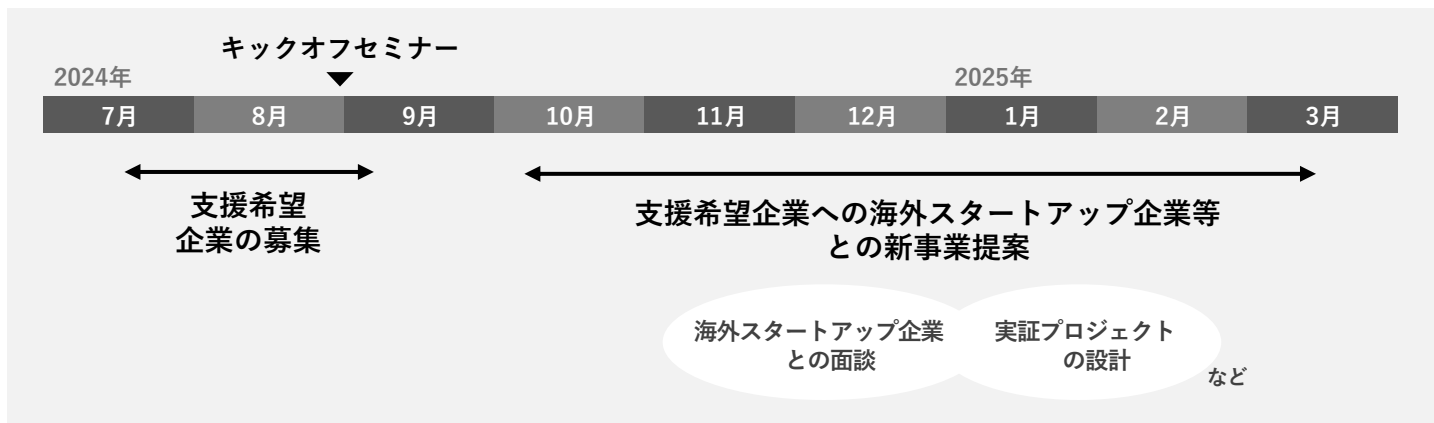 キックオフセミナー
2024年
2025年
7月
8月
9月
10月
11月
12月
1月
2月
3月
支援希望
企業の募集
支援希望企業への海外スタートアップ企業等
との新事業提案
海外スタートアップ企業
との面談
実証プロジェクト
の設計
など